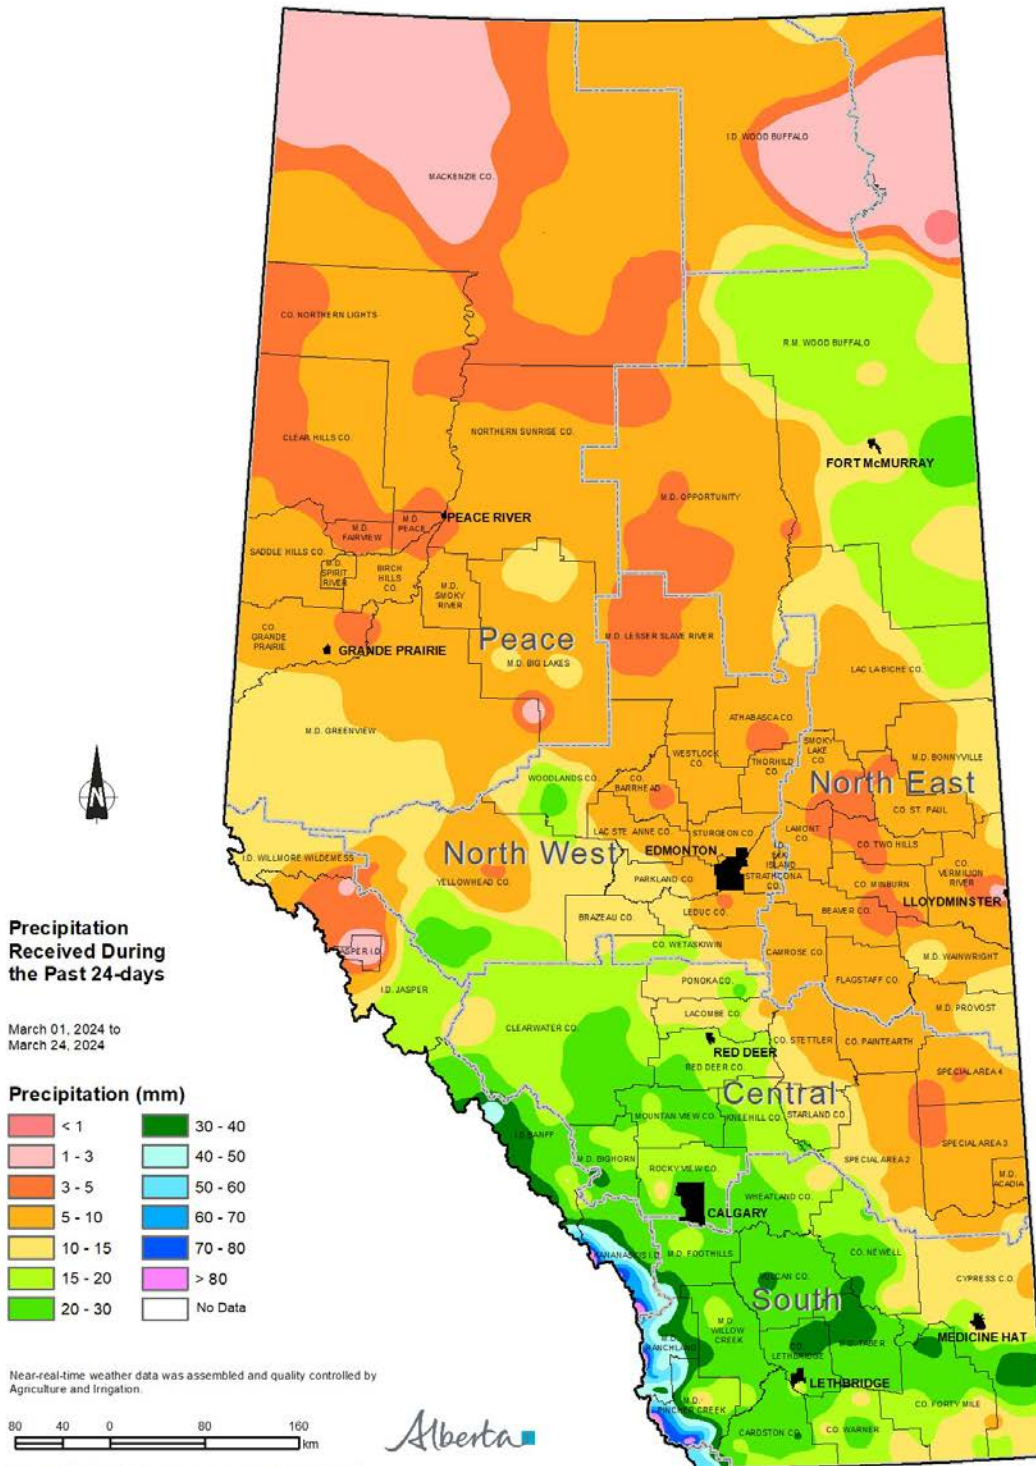 I.D. WOOD BUFFALO
MACKENZIE CO.
CO. NORTHERN LIGHTS
R.M. WOOD BUFFALO
CLEAR HILLS CO.
NORTHERN SUNRISE CO.
FORT McMURRAY
M.D. OPPORTUNITY
PEACE RIVER
M.D.
PEACE
M.D.
FAIRVIEW
SADDLE HILLS CO.
M.D.
SPIRIT
RIVER
BIRCH
HILLS
CO.
M.D.
SMOKY
RIVER
CO.
GRANDE
PRAIRIE
GRANDE PRAIRIE
Peace
M.D. BIG LAKES
M.D. LESSER SLAVE RIVER
LAC LA BICHE CO.
M.D. GREENVIEW
ATHABASCA CO.
WESTLOCK
CO.
THORHILD
CO.
SMOKY
LAKE
CO
M.D. BONNYVILLE
WOODLANDS CO.
CO.
BARRHEAD
North East
CO ST. PAUL
LAC STE ANNE CO.
STURGEON CO.
LAMONT
CO.
North West
EDMONTON
I.D.
ELK
ISLAND
CO. TWO HILLS
I.D. WILLMORE WILDERNESS
YELLOWHEAD CO.
PARKLAND CO.
STRATHCONA
CO.
CO. MINBURN
CO.
VERMILION
RIVER
LLOYDMINSTER
BRAZEAU CO.
LEDUC CO.
BEAVER CO.
JASPER I.D.
CO. WETASKIWIN
CAMROSE CO.
M.D. WAINWRIGHT
FLAGSTAFF CO.
I.D. JASPER
PONOKA CO.
M.D. PROVOST
LACOMBE CO.
CLEARWATER CO.
RED DEER
CO. STETTLER
CO. PAINTEARTH
RED DEER CO.
SPECIAL AREA 4
Central
MOUNTAN VIEW CO.
KNEEHILL CO.
STARLAND CO.
I.D. BANFF
SPECIAL AREA 3
M.D. BIGHORN
SPECIAL AREA 2
ROCKY VIEW CO.
M.D.
ACADIA
WHEATLAND CO.
CALGARY
KANANASKIS I.D.
M.D. FOOTHILLS
CO. NEWELL
VULCAN CO.
CYPRESS C.O.
South
M.D.
WILLOW
CREEK
M.D.
RANCHLAND
CO.
LETHBRIDGE
M.D. TABER
MEDICINE HAT
LETHBRIDGE
M.D.
PINCHER CREEK
CO. FORTY MILE
CARDSTON CO.
CO. WARNER
N
Precipitation
Received During
the Past 24-days
March 01, 2024 to
March 24, 2024
Precipitation (mm)
< 1
1 - 3
3 - 5
5 - 10
10 - 15
15 - 20
20 - 30
30 - 40
40 - 50
50 - 60
60 - 70
70 - 80
> 80
No Data
Near-real-time weather data was assembled and quality controlled by
Agriculture and Irrigation.
80 40 0 80 160
km
Alberta